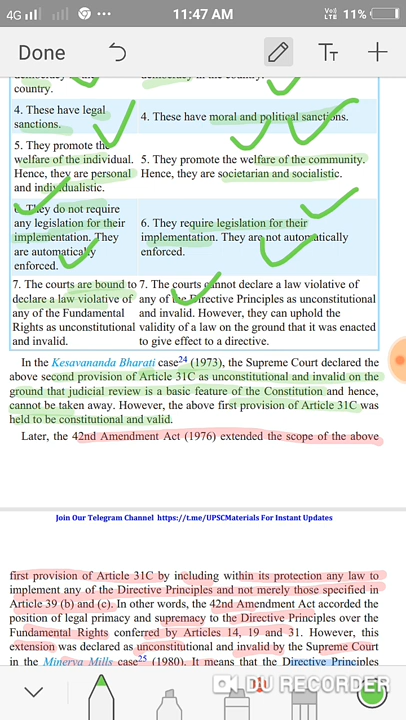 4G 11:47 AM Vo) LTE 11%
Done
TT
democracy in the country.
country.
4. These have legal sanctions.
4. These have moral and political sanctions.
5. They promote the welfare of the individual. Hence, they are personal and individualistic.
5. They promote the welfare of the community. Hence, they are societarian and socialistic.
6. They do not require any legislation for their implementation. They are automatically enforced.
6. They require legislation for their implementation. They are not automatically enforced.
7. The courts are bound to declare a law violative of any of the Fundamental Rights as unconstitutional and invalid.
7. The courts cannot declare a law violative of any of the Directive Principles as unconstitutional and invalid. However, they can uphold the validity of a law on the ground that it was enacted to give effect to a directive.
In the Kesavananda Bharati case24 (1973), the Supreme Court declared the
above second provision of Article 31C as unconstitutional and invalid on the
ground that judicial review is a basic feature of the Constitution and hence,
cannot be taken away. However, the above first provision of Article 31C was
held to be constitutional and valid.
Later, the 42nd Amendment Act (1976) extended the scope of the above
Join Our Telegram Channel https://t.me/UPSCMaterials For Instant Updates
first provision of Article 31C by including within its protection any law to
implement any of the Directive Principles and not merely those specified in
Article 39 (b) and (c). In other words, the 42nd Amendment Act accorded the
position of legal primacy and supremacy to the Directive Principles over the
Fundamental Rights conferred by Articles 14, 19 and 31. However, this
extension was declared as unconstitutional and invalid by the Supreme Court
in the Minerva Mills case25 (1980). It means that the Directive Principles
DU RECORDER